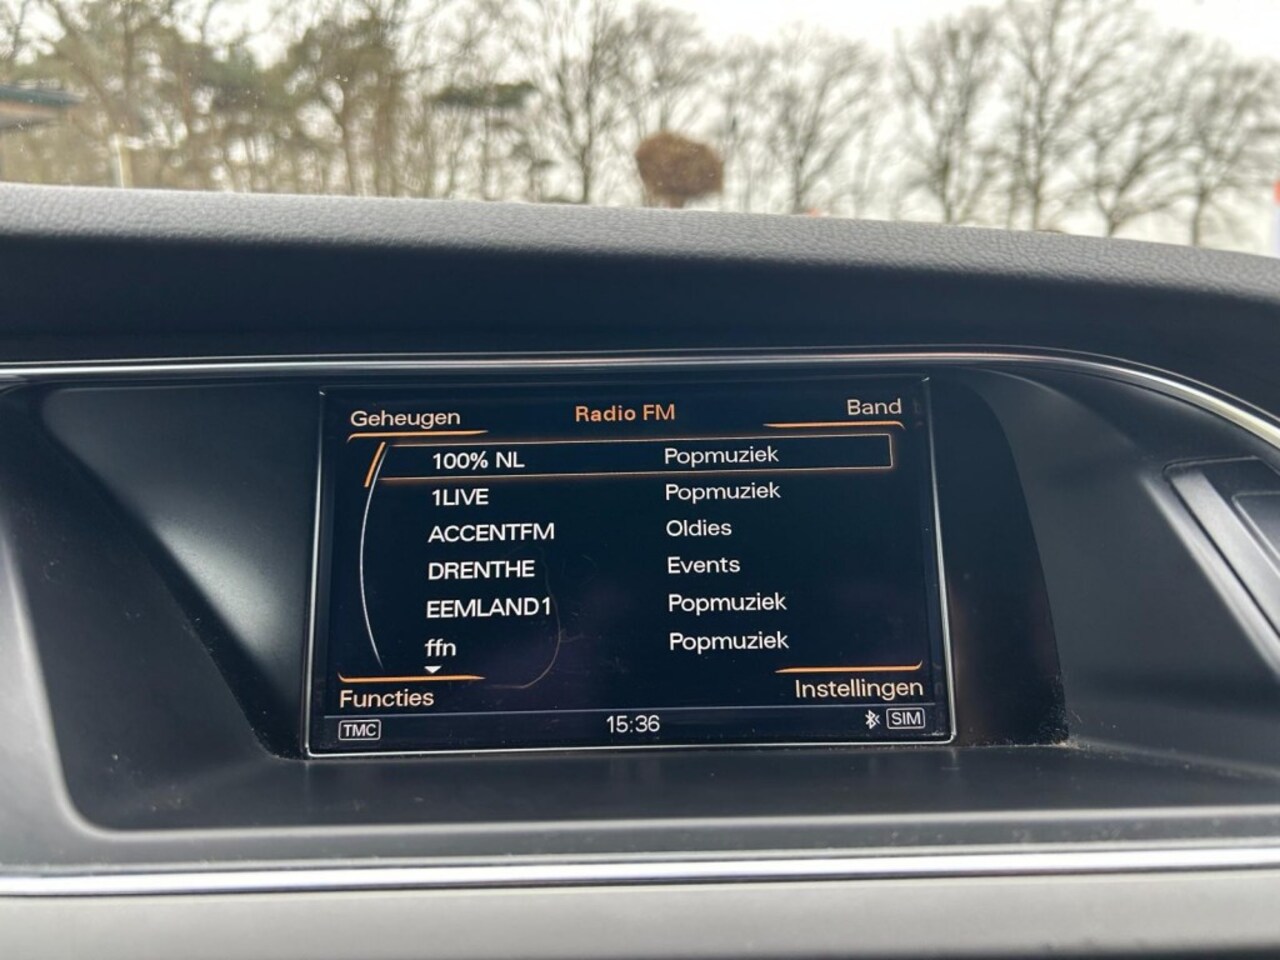 Geheugen Radio FM Band
100% NL Popmuziek
1LIVE Popmuziek
ACCENTFM Oldies
DRENTHE Events
EEMLAND1 Popmuziek
ffn Popmuziek
Functies Instellingen
TMC 15:36 SIM